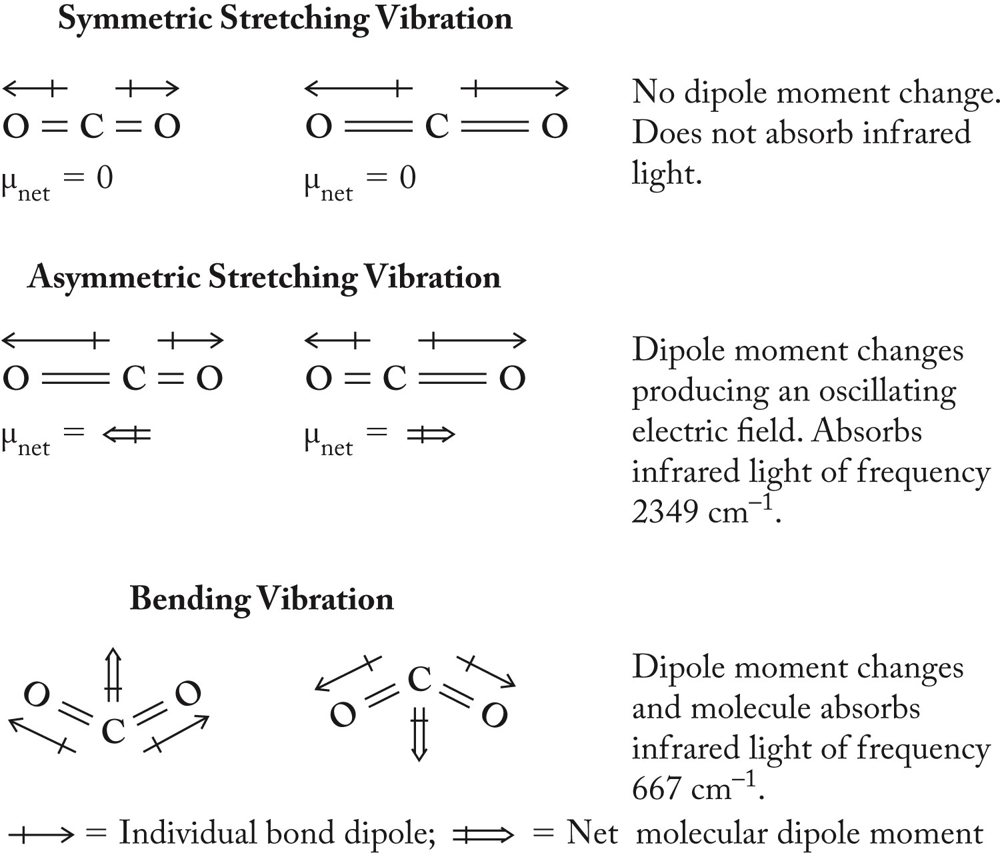 Symmetric Stretching Vibration
O = C = O
O = C = O
No dipole moment change.
Does not absorb infrared
light.
μnet = 0
μnet = 0
Asymmetric Stretching Vibration
O = C = O
O = C = O
μnet =
μnet =
Dipole moment changes
producing an oscillating
electric field. Absorbs
infrared light of frequency
2349 cm⁻¹.
Bending Vibration
O = C = O
O = C = O
Dipole moment changes
and molecule absorbs
infrared light of frequency
667 cm⁻¹.
= Individual bond dipole; = Net molecular dipole moment